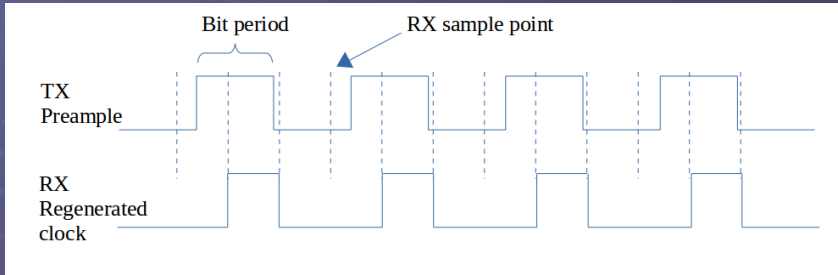 Bit period
RX sample point
TX
Preample
RX
Regenerated
clock